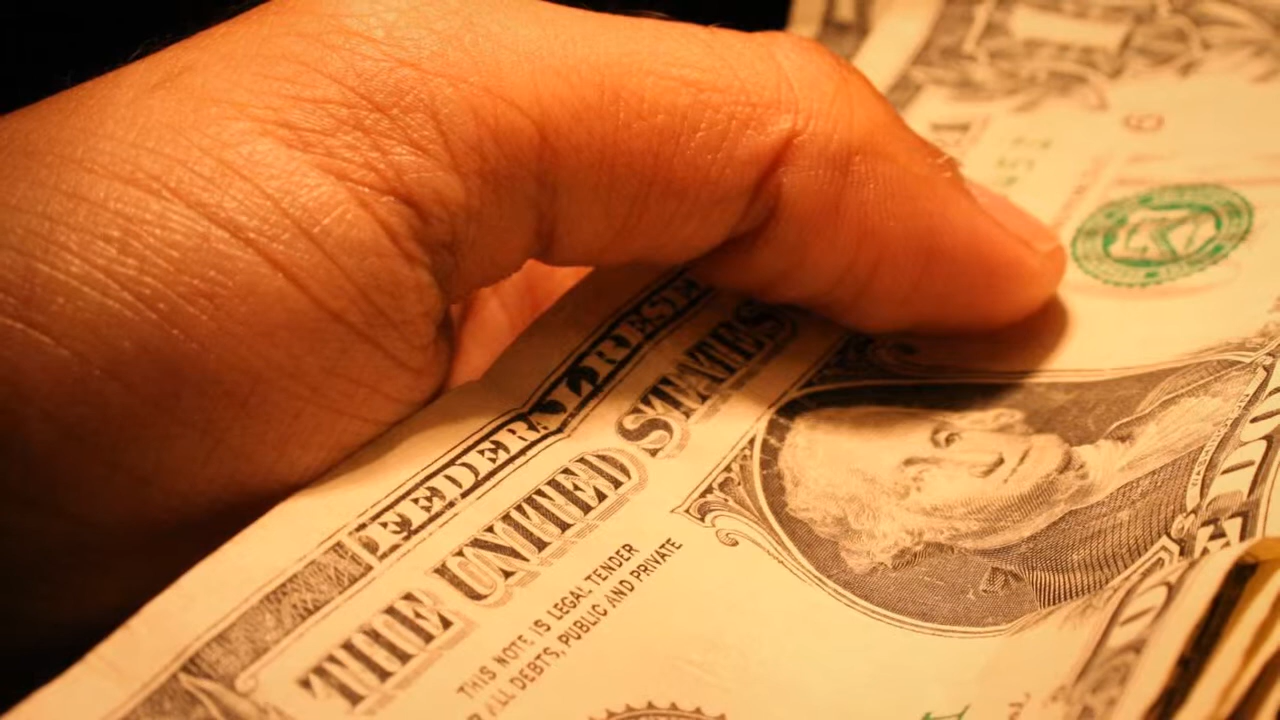 FEDERAL RESE
THE UNITED STATES
THIS NOTE IS LEGAL TENDER
ALL DEBTS, PUBLIC AND PRIVATE